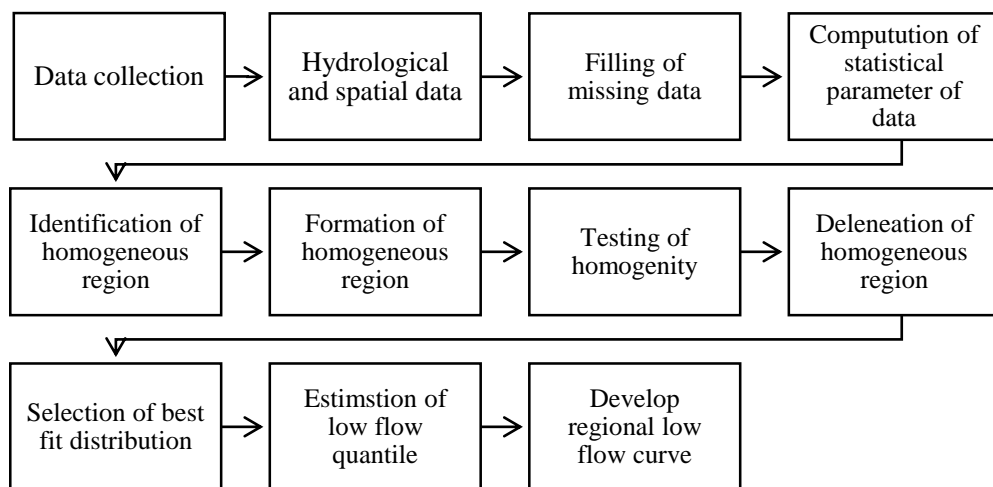 Data collection
Hydrological
and spatial data
Filling of
missing data
Computution of
statistical
parameter of
data
Identification of
homogeneous
region
Formation of
homogeneous
region
Testing of
homogenity
Deleneation of
homogeneous
region
Selection of best
fit distribution
Estimstion of
low flow
quantile
Develop
regional low
flow curve